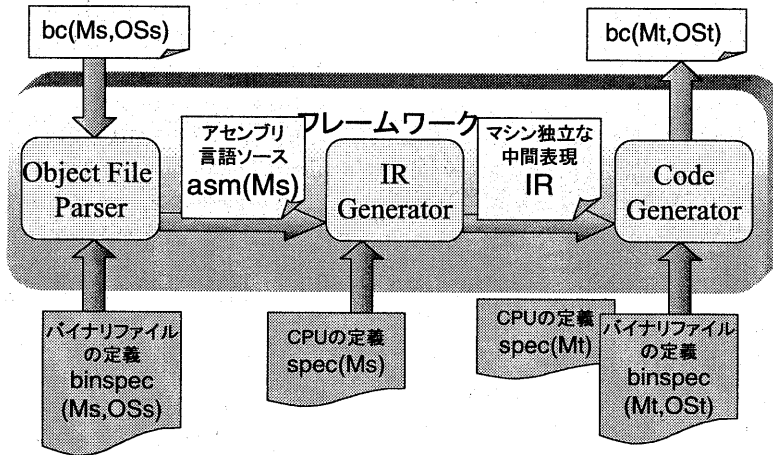 bc(Ms,OSs)
bc(Mt,OSt)
フレームワーク
Object File
Parser
アセンブリ
言語ソース
asm(Ms)
IR
Generator
マシン独立な
中間表現
IR
Code
Generator
バイナリファイル
の定義
binspec
(Ms,OSs)
CPUの定義
spec(Ms)
CPUの定義
spec(Mt)
バイナリファイル
の定義
binspec
(Mt,OSt)